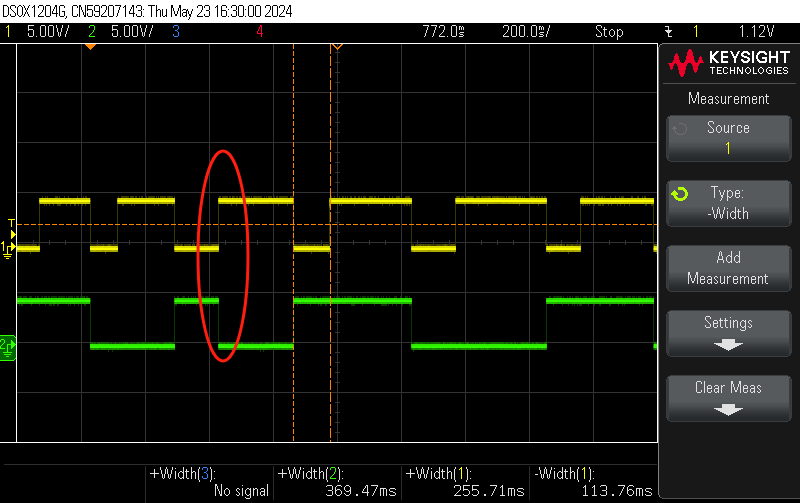 DSOX1204G, CN59207143: Thu May 23 16:30:00 2024
1 5.00V/ 2 5.00V/ 3 4 772.0s 200.0s/ Stop 1 1.12V
KEYSIGHT
TECHNOLOGIES
Measurement
Source
1
Type:
-Width
Add
Measurement
Settings
Clear Meas
T
1
2
+Width(3): +Width(2): +Width(1): -Width(1):
No signal 369.47ms 255.71ms 113.76ms